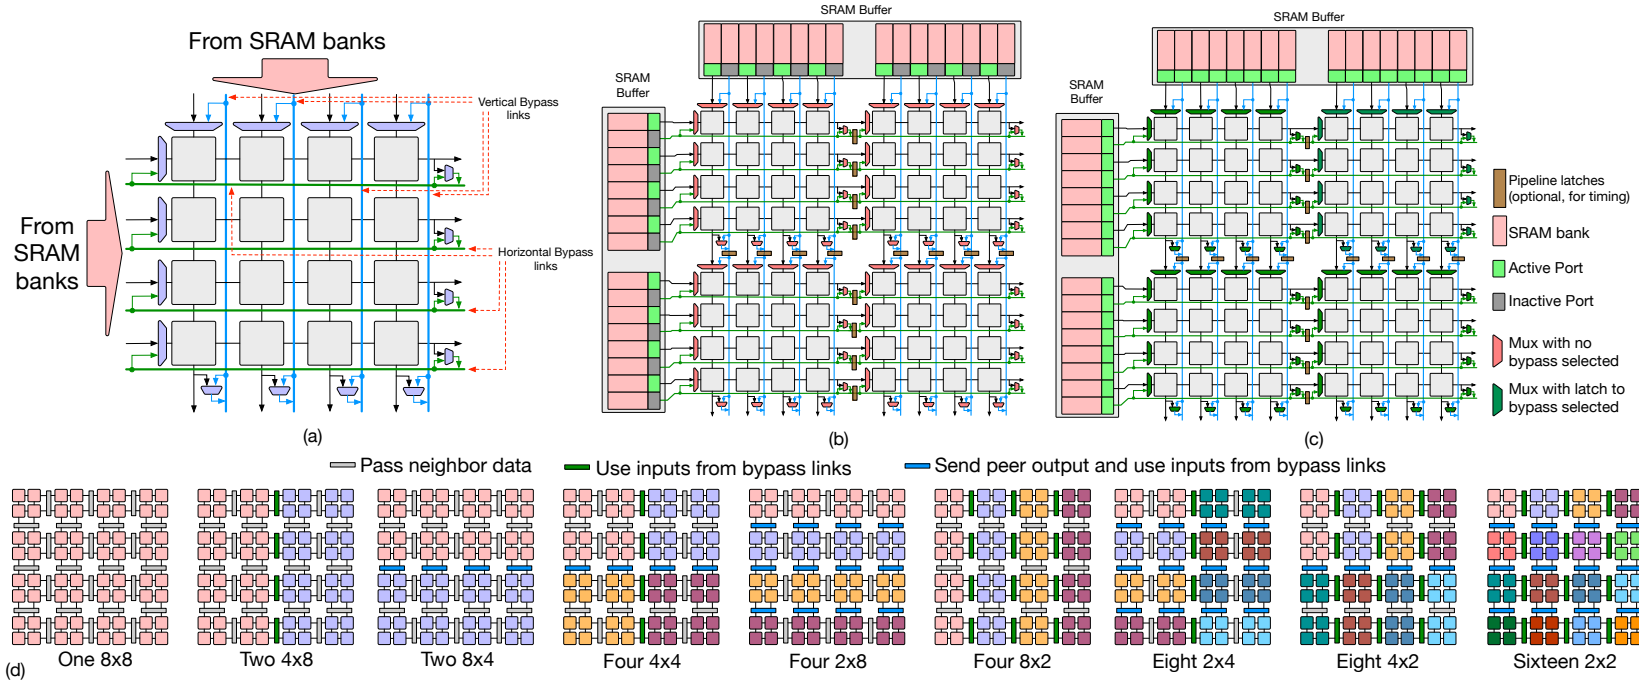 From SRAM banks
Vertical Bypass
links
From
SRAM
banks
Horizontal Bypass
links
(a)
SRAM Buffer
SRAM
Buffer
(b)
SRAM Buffer
SRAM
Buffer
(c)
Pipeline latches
(optional, for timing)
SRAM bank
Active Port
Inactive Port
Mux with no
bypass selected
Mux with latch to
bypass selected
Pass neighbor data
Use inputs from bypass links
Send peer output and use inputs from bypass links
One 8x8
Two 4x8
Two 8x4
Four 4x4
Four 2x8
Four 8x2
Eight 2x4
Eight 4x2
Sixteen 2x2
(d)